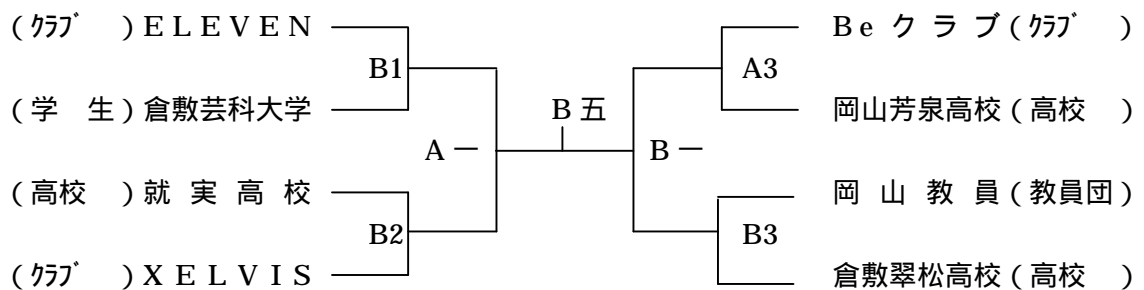 (ｸﾗﾌﾞ　) ELEVEN　Be クラブ (ｸﾗﾌﾞ　)
B1　A3
(学　生) 倉敷芸科大学　B 五　岡山芳泉高校 (高校　)
A 一　B 一
(高校　) 就実高校　岡山教員 (教員団)
B2　B3
(ｸﾗﾌﾞ　) XELVIS　倉敷翠松高校 (高校　)